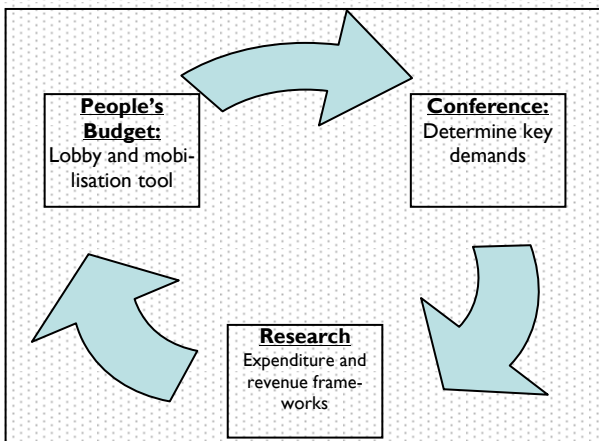 People's
Budget:
Lobby and mobi-
lisation tool
Conference:
Determine key
demands
Research
Expenditure and
revenue frame-
works